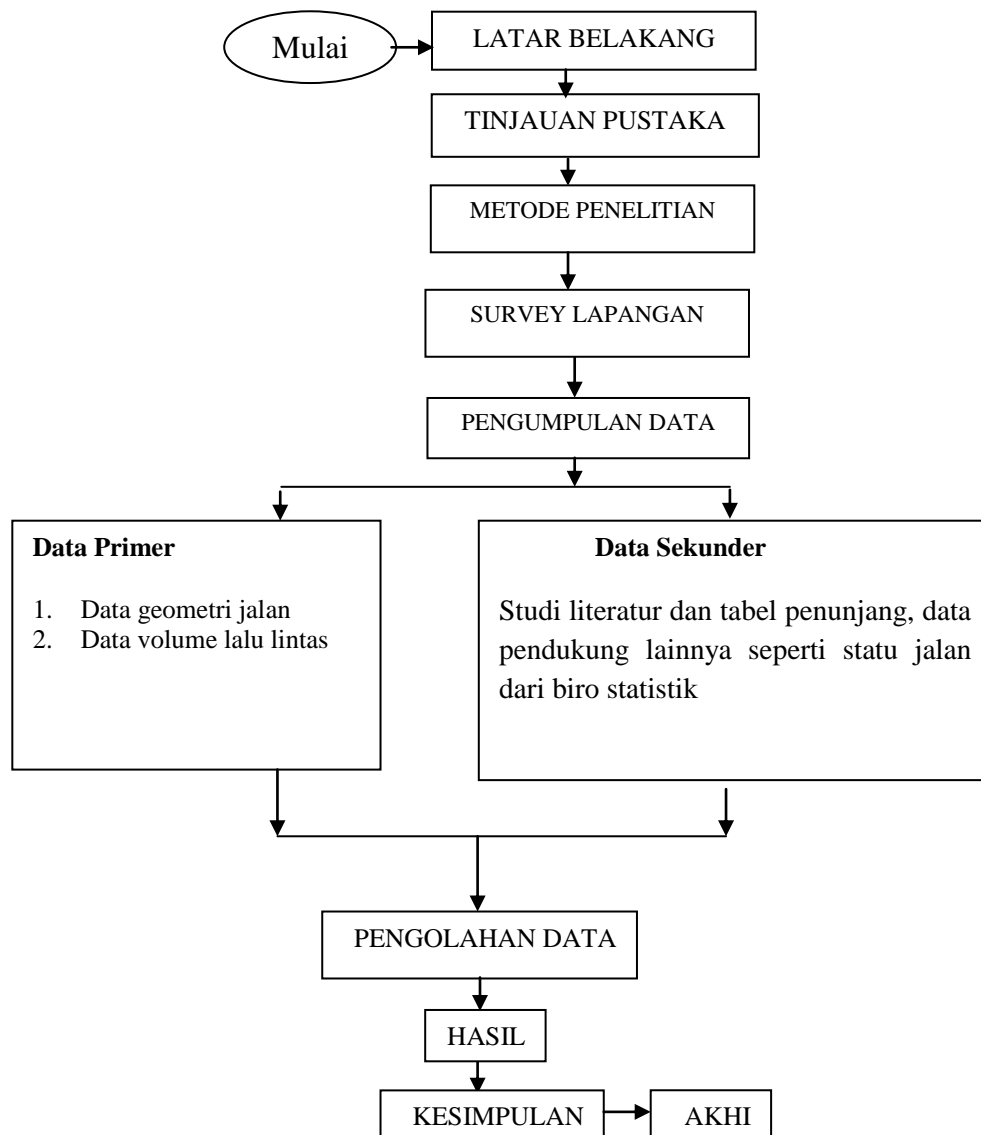 Mulai
LATAR BELAKANG
TINJAUAN PUSTAKA
METODE PENELITIAN
SURVEY LAPANGAN
PENGUMPULAN DATA
Data Primer
1. Data geometri jalan
2. Data volume lalu lintas
Data Sekunder
Studi literatur dan tabel penunjang, data
pendukung lainnya seperti statu jalan
dari biro statistik
PENGOLAHAN DATA
HASIL
KESIMPULAN
AKHI